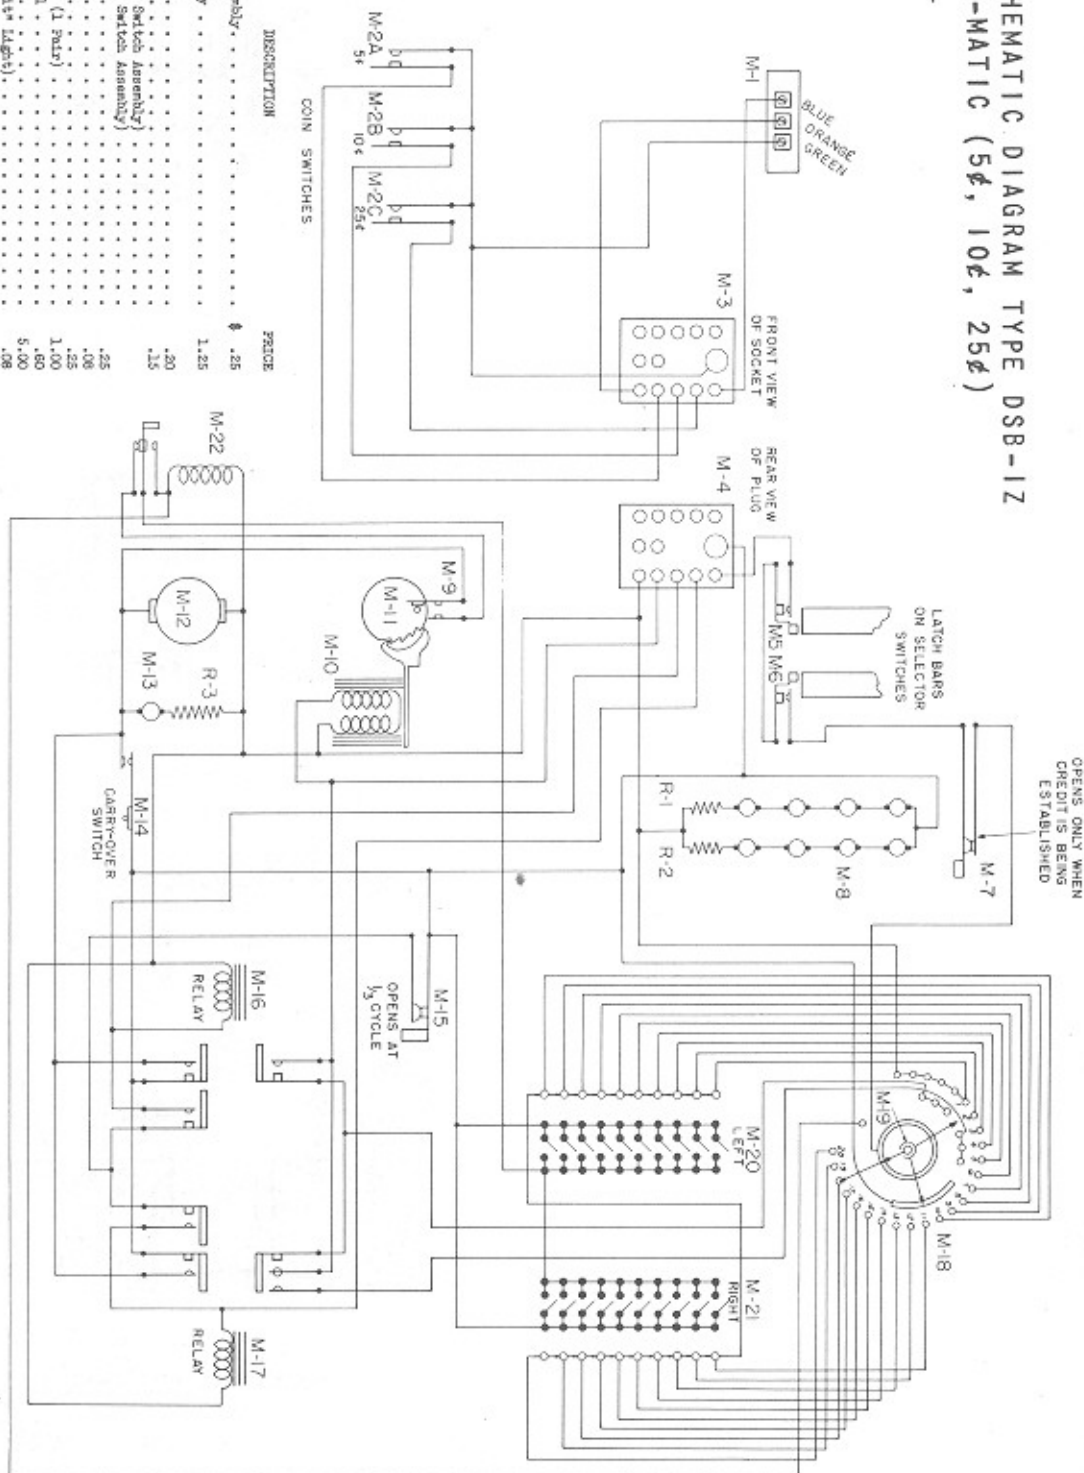 HEMATIC DIAGRAM TYPE DSB-1Z
-MATIC (5¢, 10¢, 25¢)
M-1
BLUE
ORANGE
GREEN
M-2A
5¢
M-2B
10¢
M-2C
25¢
COIN SWITCHES
M-3
FRONT VIEW
OF SOCKET
M-4
REAR VIEW
OF PLUG
LATCH BARS
ON SELECTOR
SWITCHES
M5
M6
OPENS ONLY WHEN
CREDIT IS BEING
ESTABLISHED
M-7
R-1
R-2
M-8
M-9
M-11
M-10
M-22
M-12
R-3
M-13
M-14
CARRY-OVER
SWITCH
M-15
OPENS AT
⅓ CYCLE
M-16
RELAY
M-17
RELAY
M-18
M-19
M-20
LEFT
M-21
RIGHT
DESCRIPTION
PRICE
mbly . . . $ .25
y . . . 1.25
. . . .20
Switch Assembly) . . . .15
Switch Assembly)
. . . .25
. . . .08
. . . .25
(1 Pair) . . . 1.00
l . . . .60
. . . 5.00
it" Light) . . . .08